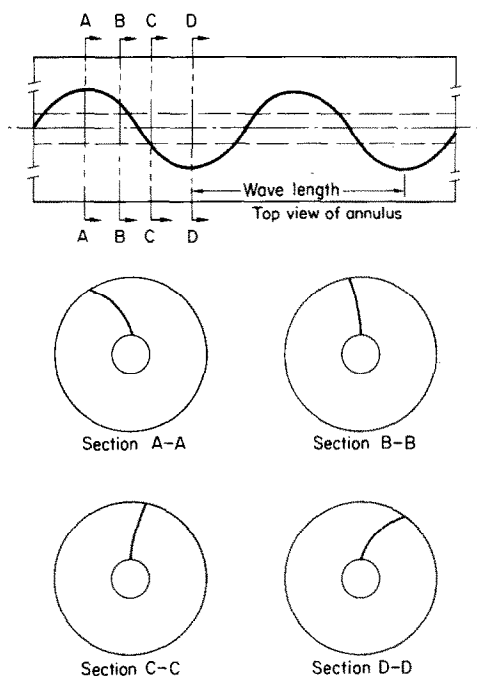 A B C D
Wave length
Top view of annulus
A B C D
Section A-A
Section B-B
Section C-C
Section D-D